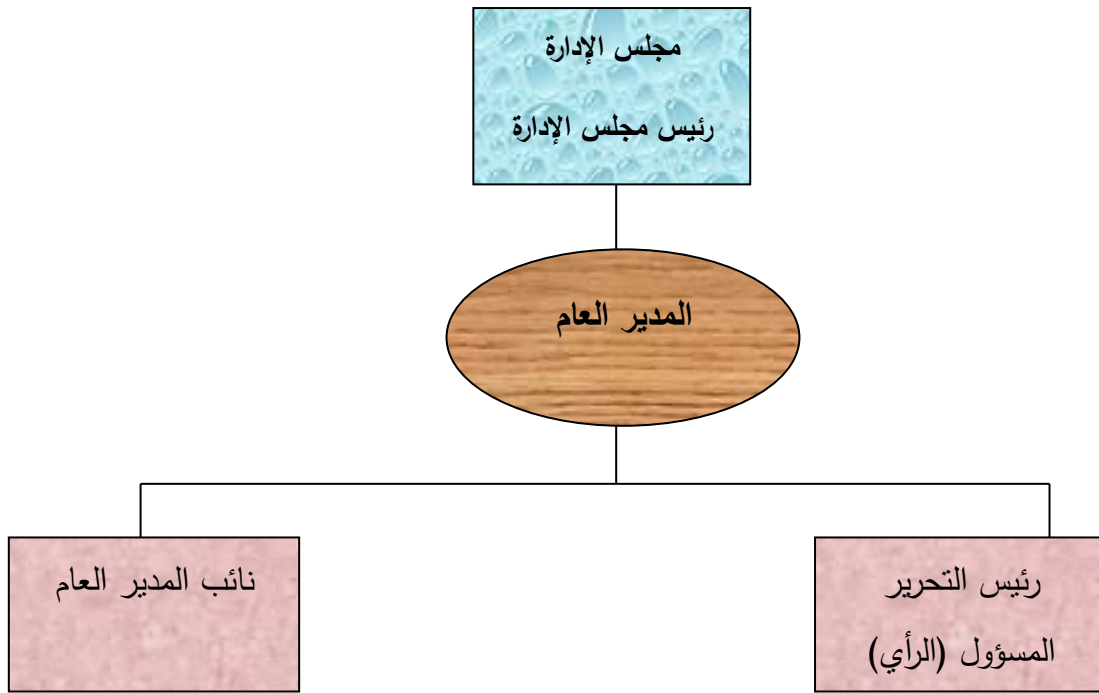 مجلس الإدارة
رئيس مجلس الإدارة
المدير العام
رئيس التحرير
المسؤول (الرأي)
نائب المدير العام